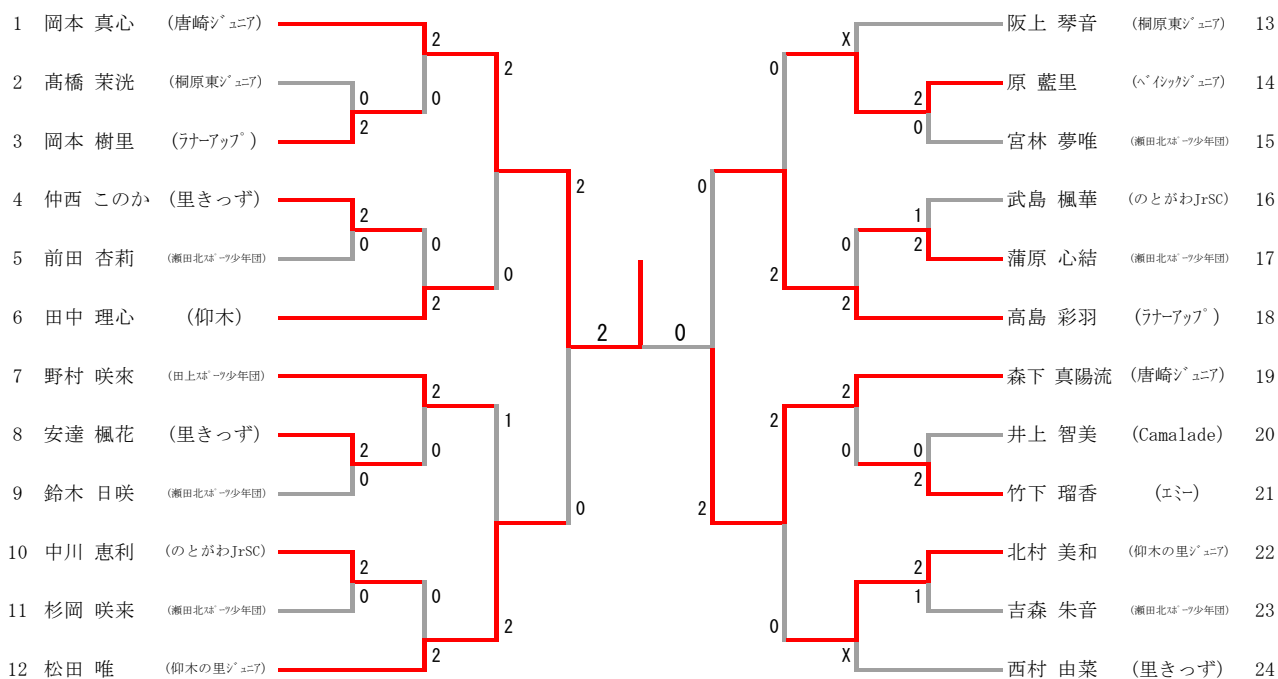 1 岡本 真心 (唐崎ジュニア)
2 髙橋 茉洸 (桐原東ジュニア)
3 岡本 樹里 (ラナーアップ)
4 仲西 このか (里きっず)
5 前田 杏莉 (瀬田北スポーツ少年団)
6 田中 理心 (仰木)
7 野村 咲來 (田上スポーツ少年団)
8 安達 楓花 (里きっず)
9 鈴木 日咲 (瀬田北スポーツ少年団)
10 中川 恵利 (のとがわJrSC)
11 杉岡 咲来 (瀬田北スポーツ少年団)
12 松田 唯 (仰木の里ジュニア)
2
0
0
2
2
2
0
0
2
0
2
0
2
0
2
0
1
2
0
0
2
0
2
2
2 0
X
0
2
0
0
1
0
2
2
2
2
2
0
0
2
2
2
2
1
0
X
阪上 琴音 (桐原東ジュニア) 13
原 藍里 (ベイシックジュニア) 14
宮林 夢唯 (瀬田北スポーツ少年団) 15
武島 楓華 (のとがわJrSC) 16
蒲原 心結 (瀬田北スポーツ少年団) 17
高島 彩羽 (ラナーアップ) 18
森下 真陽流 (唐崎ジュニア) 19
井上 智美 (Camalade) 20
竹下 瑠香 (エミー) 21
北村 美和 (仰木の里ジュニア) 22
吉森 朱音 (瀬田北スポーツ少年団) 23
西村 由菜 (里きっず) 24